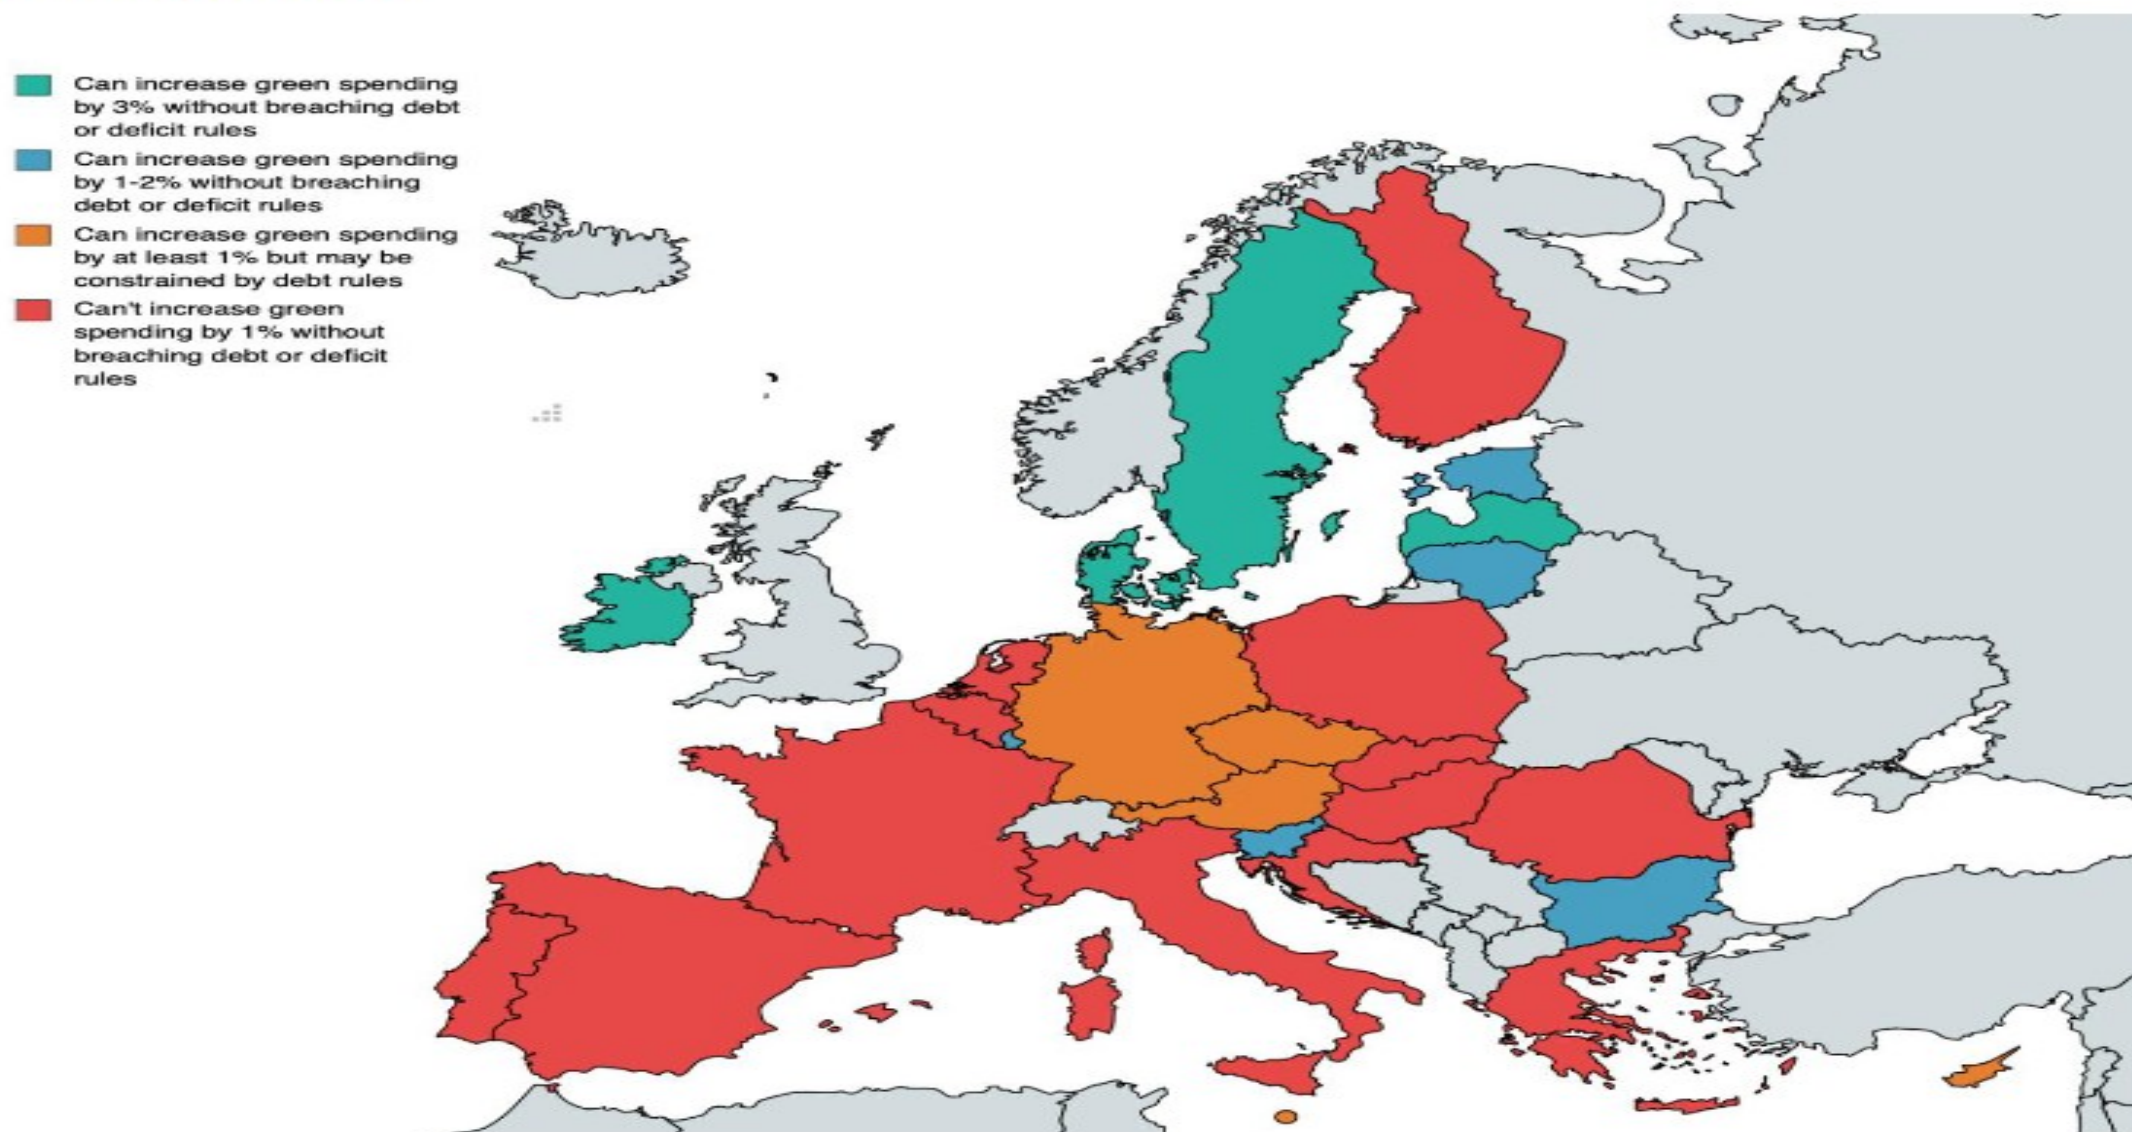 Can increase green spending
by 3% without breaching debt
or deficit rules
Can increase green spending
by 1-2% without breaching
debt or deficit rules
Can increase green spending
by at least 1% but may be
constrained by debt rules
Can't increase green
spending by 1% without
breaching debt or deficit
rules